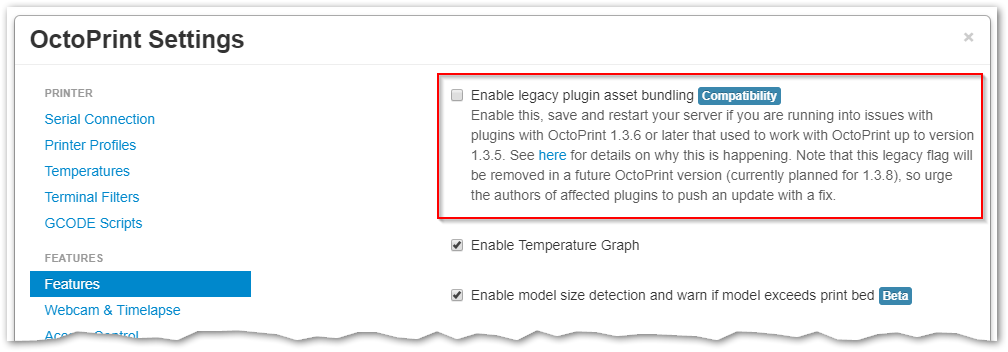 OctoPrint Settings
×
PRINTER
Serial Connection
Printer Profiles
Temperatures
Terminal Filters
GCODE Scripts
FEATURES
Features
Webcam & Timelapse
Access Control
Enable legacy plugin asset bundling Compatibility
Enable this, save and restart your server if you are running into issues with
plugins with OctoPrint 1.3.6 or later that used to work with OctoPrint up to version
1.3.5. See here for details on why this is happening. Note that this legacy flag will
be removed in a future OctoPrint version (currently planned for 1.3.8), so urge
the authors of affected plugins to push an update with a fix.
Enable Temperature Graph
Enable model size detection and warn if model exceeds print bed Beta